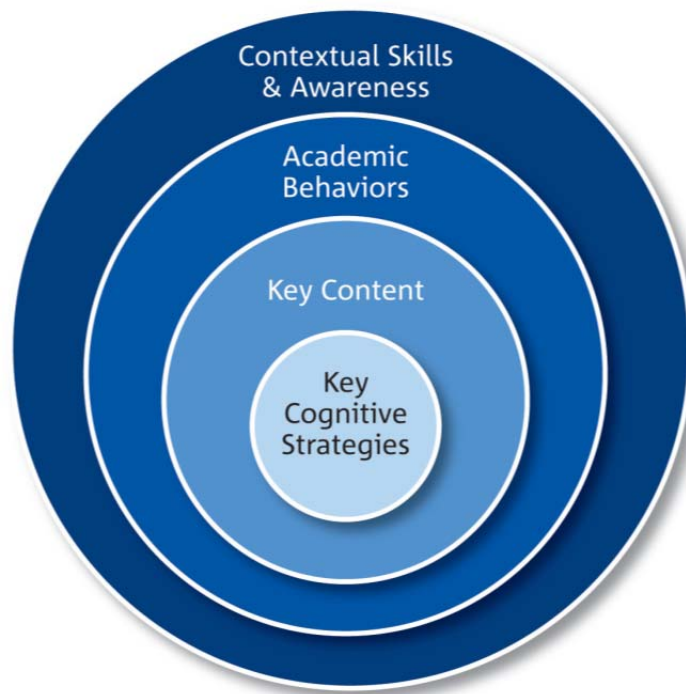 Contextual Skills
& Awareness
Academic
Behaviors
Key Content
Key
Cognitive
Strategies